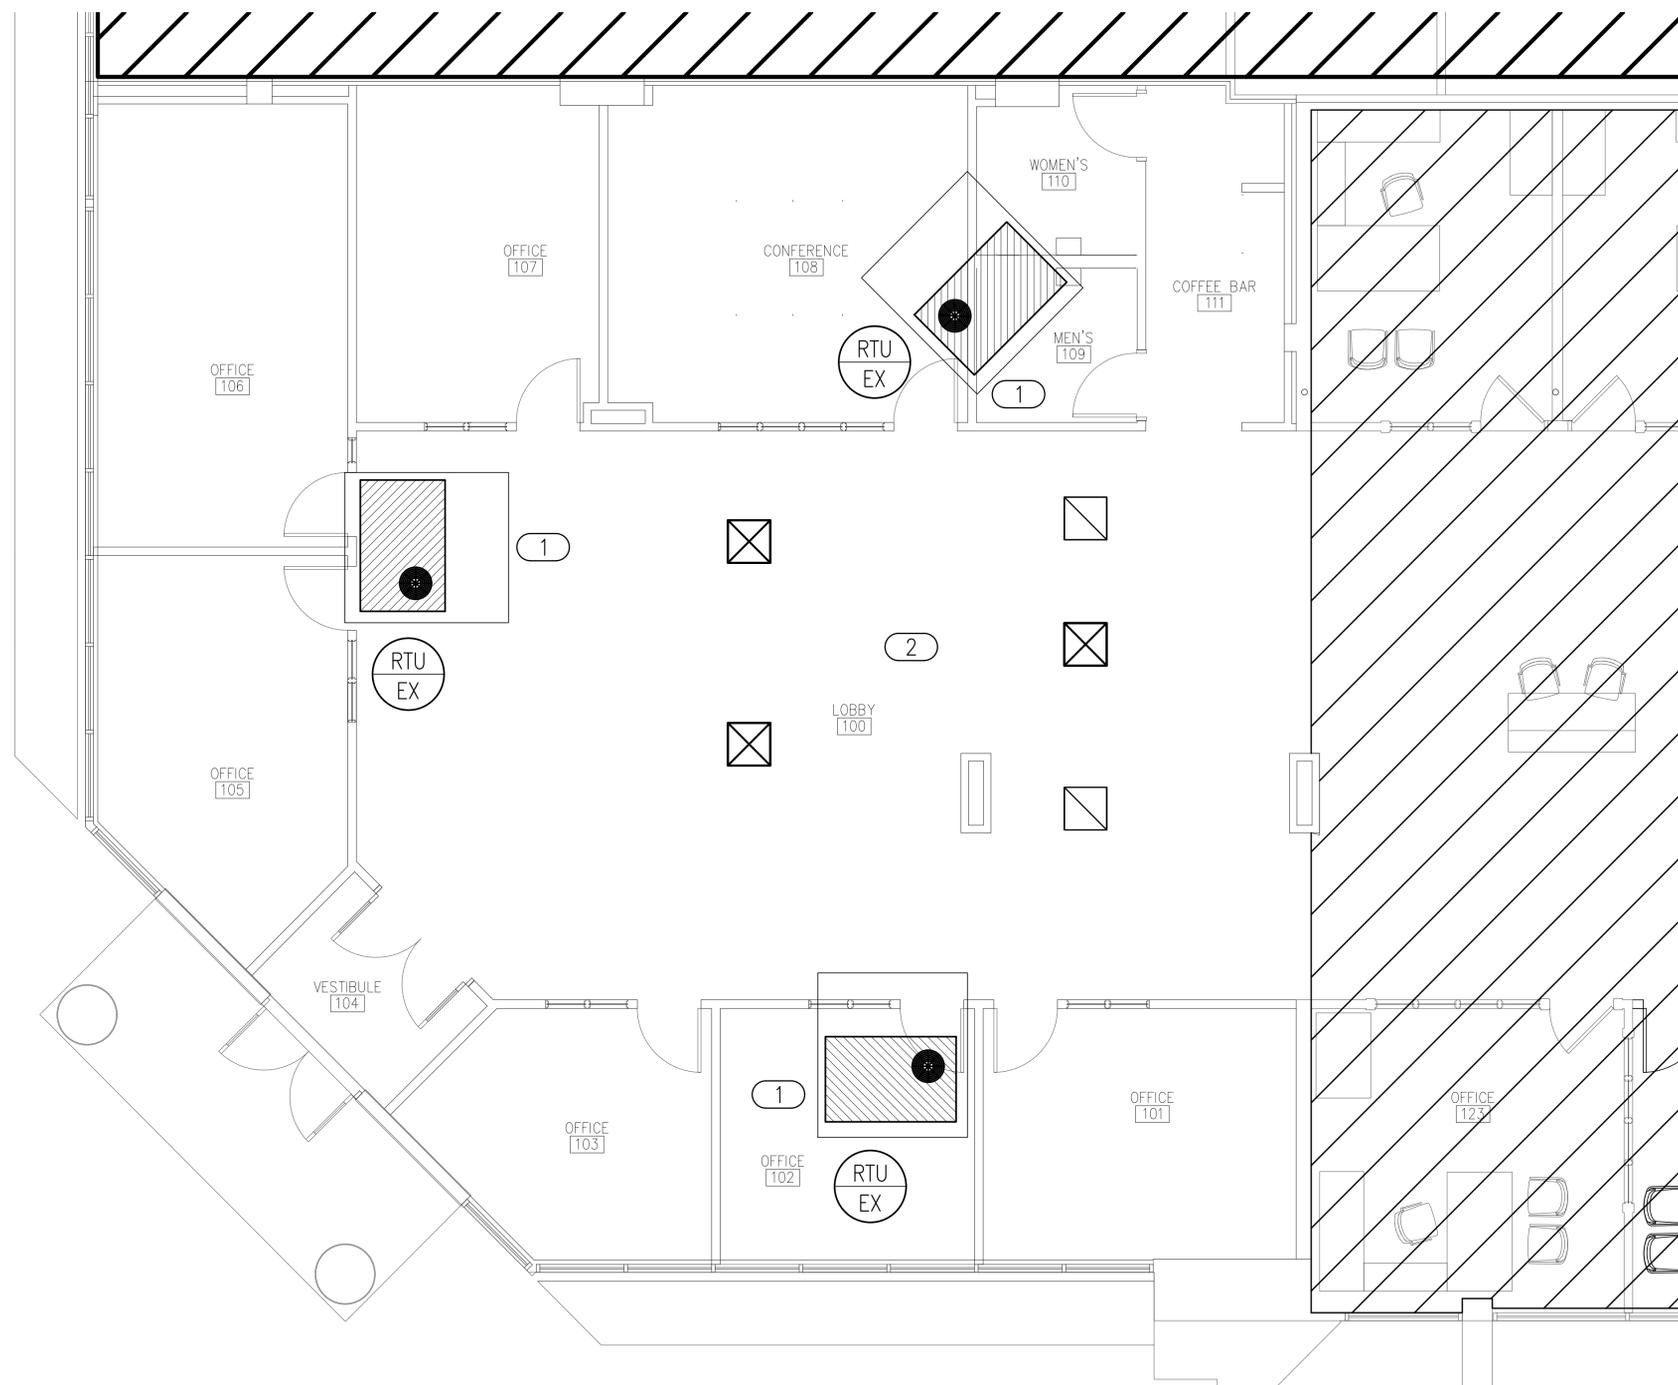 WOMEN'S
110
OFFICE
107
CONFERENCE
108
COFFEE BAR
111
MEN'S
109
RTU
EX
1
OFFICE
106
1
RTU
EX
2
LOBBY
100
OFFICE
105
VESTIBULE
104
1
OFFICE
103
OFFICE
102
RTU
EX
OFFICE
101
OFFICE
123